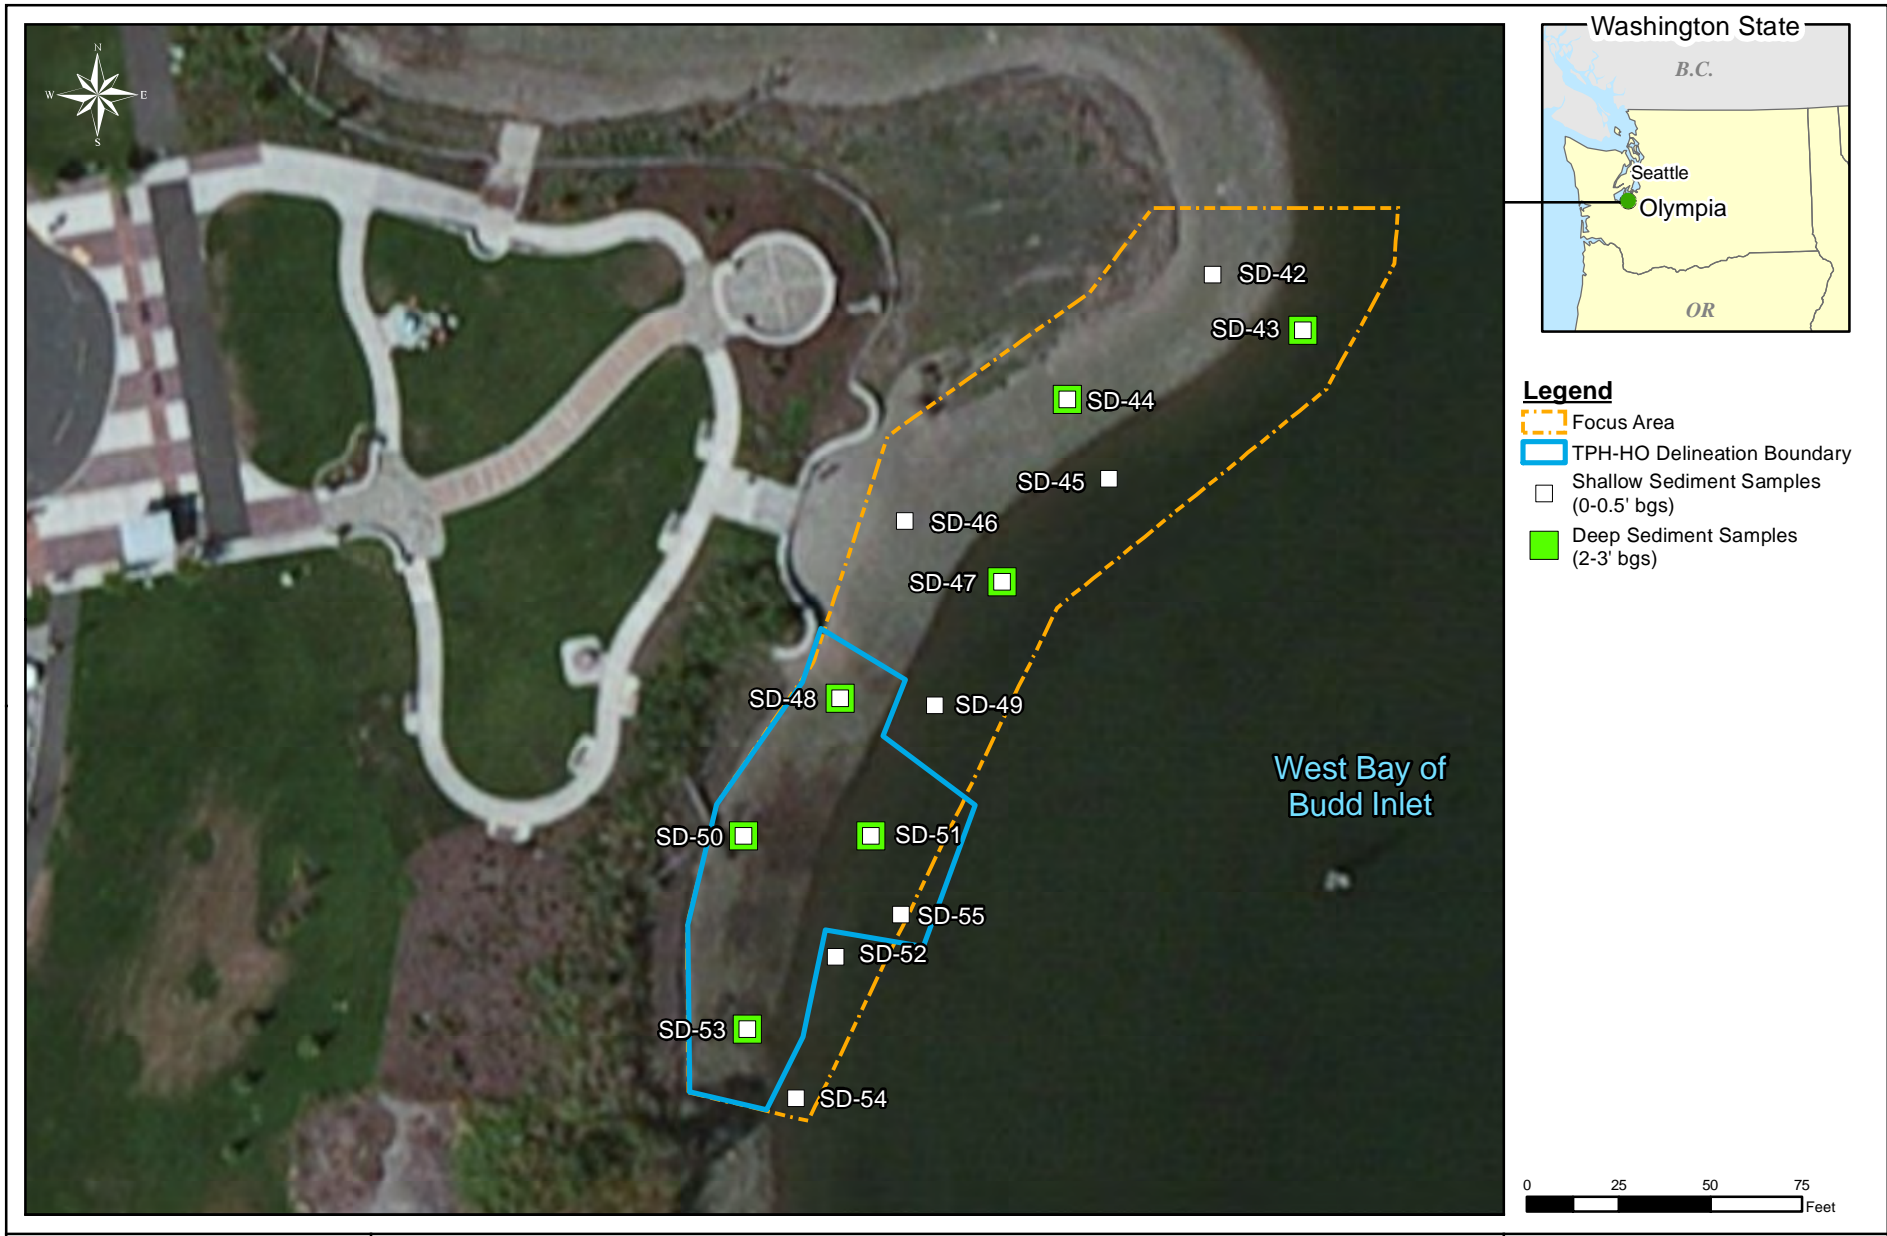 N
W
E
S
SD-42
SD-43
SD-44
SD-45
SD-46
SD-47
SD-48
SD-49
SD-50
SD-51
SD-55
SD-52
SD-53
SD-54
West Bay of
Budd Inlet
Washington State
B.C.
Seattle
Olympia
OR
Legend
Focus Area
TPH-HO Delineation Boundary
Shallow Sediment Samples
(0-0.5' bgs)
Deep Sediment Samples
(2-3' bgs)
0 25 50 75
Feet